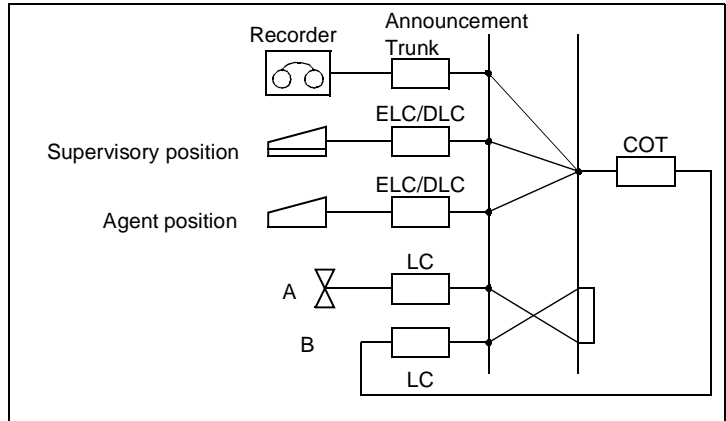 Announcement
Recorder
Trunk
ELC/DLC
Supervisory position
COT
ELC/DLC
Agent position
LC
A
B
LC